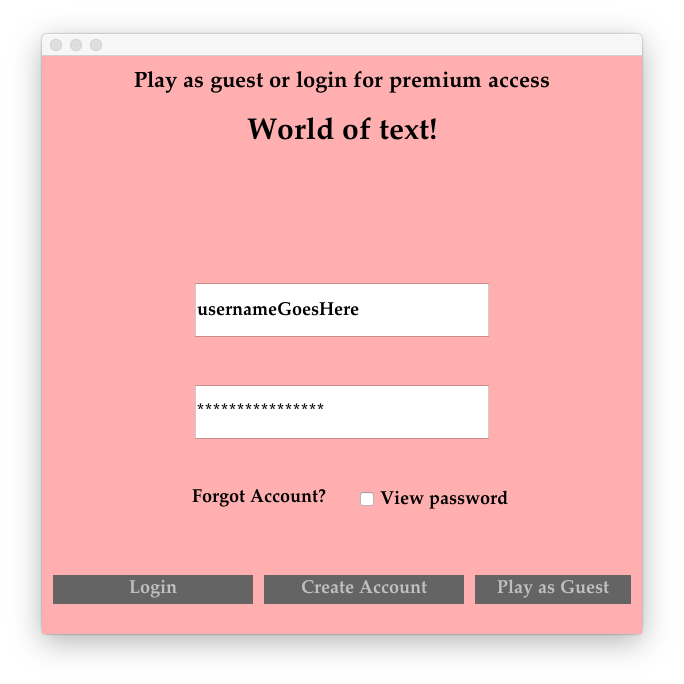 Play as guest or login for premium access
World of text!
usernameGoesHere
****************
Forgot Account?
View password
Login
Create Account
Play as Guest